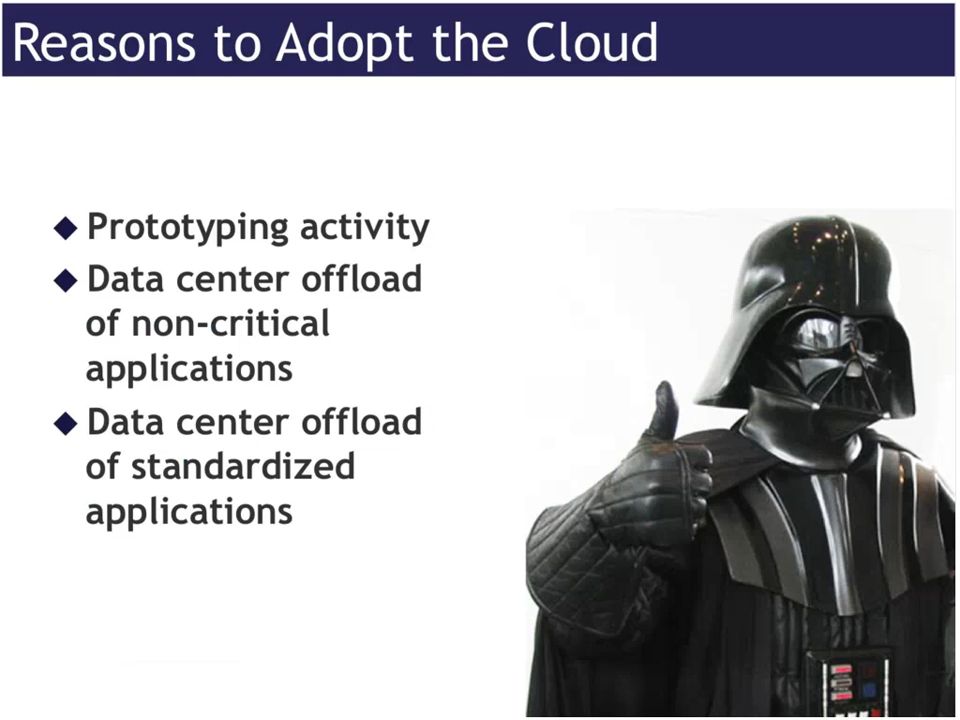 Reasons to Adopt the Cloud
Prototyping activity
Data center offload
of non-critical
applications
Data center offload
of standardized
applications